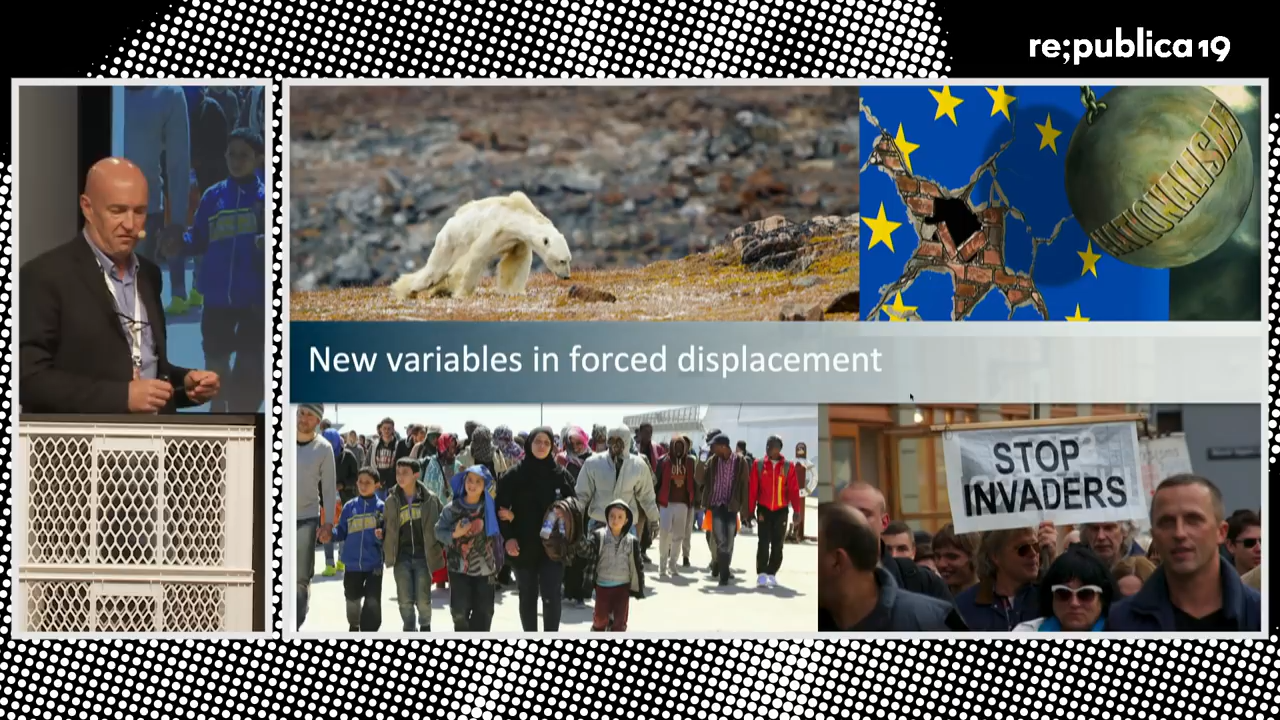 re;publica 19
NATIONALISM
New variables in forced displacement
STOP
INVADERS